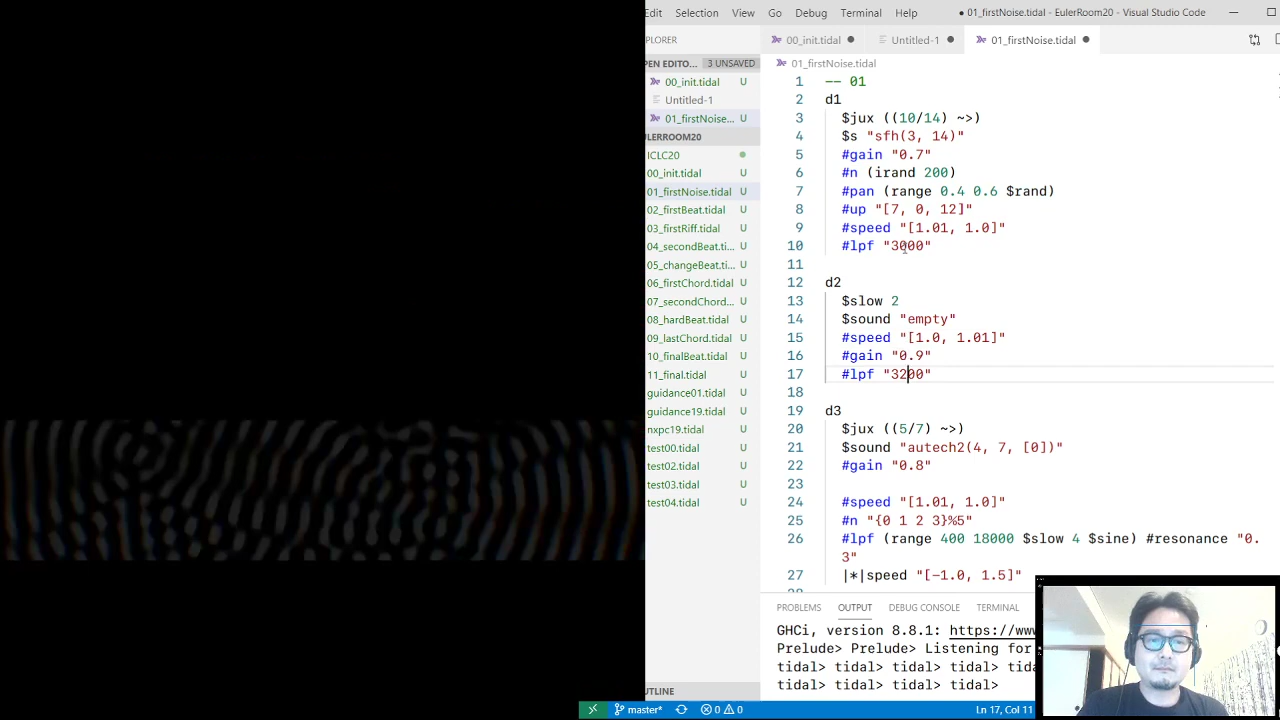 Edit Selection View Go Debug Terminal Help ● 01_firstNoise.tidal - EulerRoom20 - Visual Studio Code
PLORER
00_init.tidal ● Untitled-1 ● 01_firstNoise.tidal ●
PEN EDITO... 3 UNSAVED
00_init.tidal U
Untitled-1
01_firstNoise... U
ULERROOM20
ICLC20
00_init.tidal U
01_firstNoise.tidal U
02_firstBeat.tidal U
03_firstRiff.tidal U
04_secondBeat.ti... U
05_changeBeat.ti... U
06_firstChord.tidal U
07_secondChord... U
08_hardBeat.tidal U
09_lastChord.tidal U
10_finalBeat.tidal U
11_final.tidal U
guidance01.tidal U
guidance19.tidal U
nxpc19.tidal U
test00.tidal U
test02.tidal U
test03.tidal U
test04.tidal U
UTLINE
01_firstNoise.tidal
1 -- 01
2 d1
3 $jux ((10/14) ~>)
4 $s "sfh(3, 14)"
5 #gain "0.7"
6 #n (irand 200)
7 #pan (range 0.4 0.6 $rand)
8 #up "[7, 0, 12]"
9 #speed "[1.01, 1.0]"
10 #lpf "3000"
11
12 d2
13 $slow 2
14 $sound "empty"
15 #speed "[1.0, 1.01]"
16 #gain "0.9"
17 #lpf "3200"
18
19 d3
20 $jux ((5/7) ~>)
21 $sound "autech2(4, 7, [0])"
22 #gain "0.8"
23
24 #speed "[1.01, 1.0]"
25 #n "{0 1 2 3}%5"
26 #lpf (range 400 18000 $slow 4 $sine) #resonance "0.
3"
27 |*|speed "[-1.0, 1.5]"
PROBLEMS OUTPUT DEBUG CONSOLE TERMINAL
GHCi, version 8.8.1: https://www
Prelude> Prelude> Listening for
tidal> tidal> tidal> tidal> tida
tidal> tidal> tidal> tidal>
master* 0 0 Ln 17, Col 11